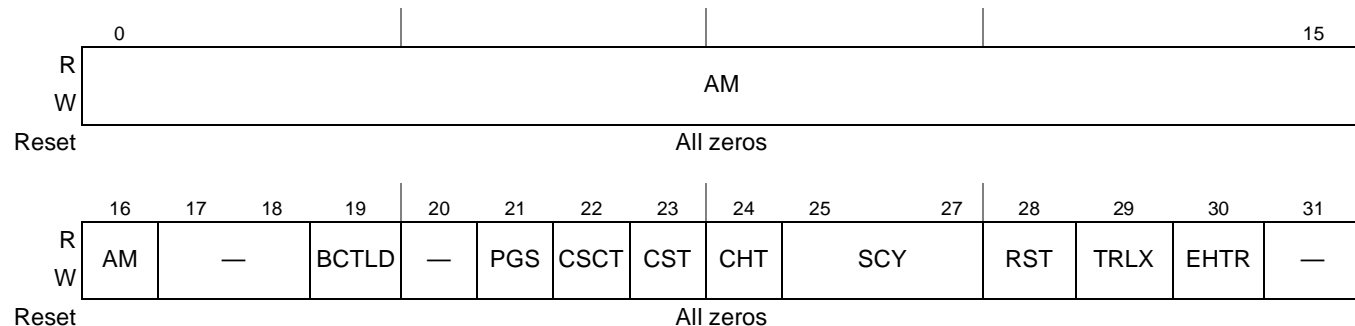 0 15
R
AM
W
Reset All zeros
16 17 18 19 20 21 22 23 24 25 27 28 29 30 31
R
AM — BCTLD — PGS CSCT CST CHT SCY RST TRLX EHTR —
W
Reset All zeros